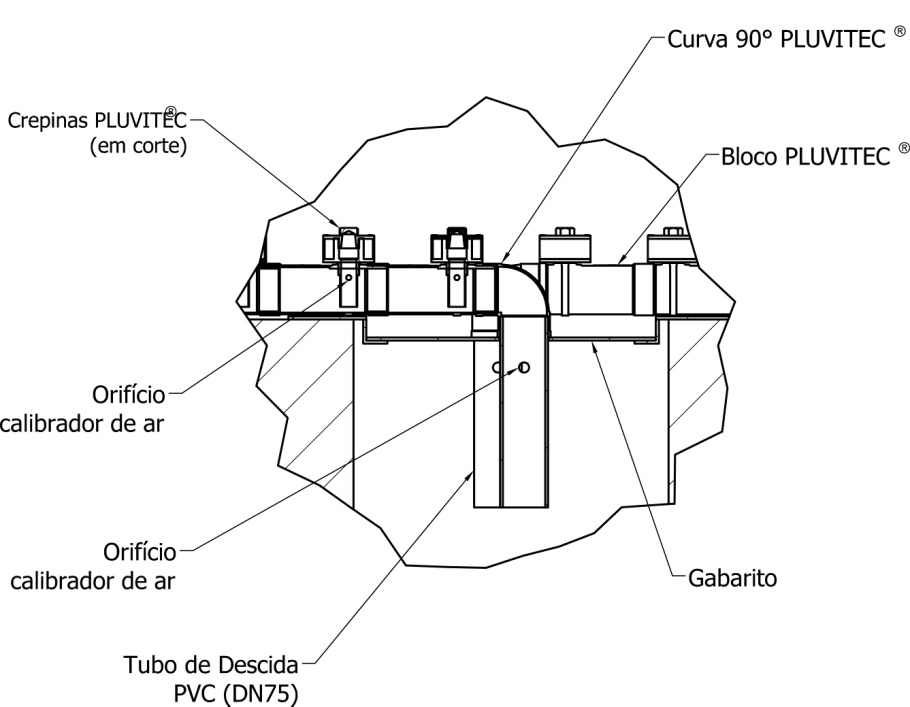 Curva 90° PLUVITEC ®
Crepinas PLUVITEC®
(em corte)
Bloco PLUVITEC ®
Orifício
calibrador de ar
Orifício
calibrador de ar
Gabarito
Tubo de Descida
PVC (DN75)